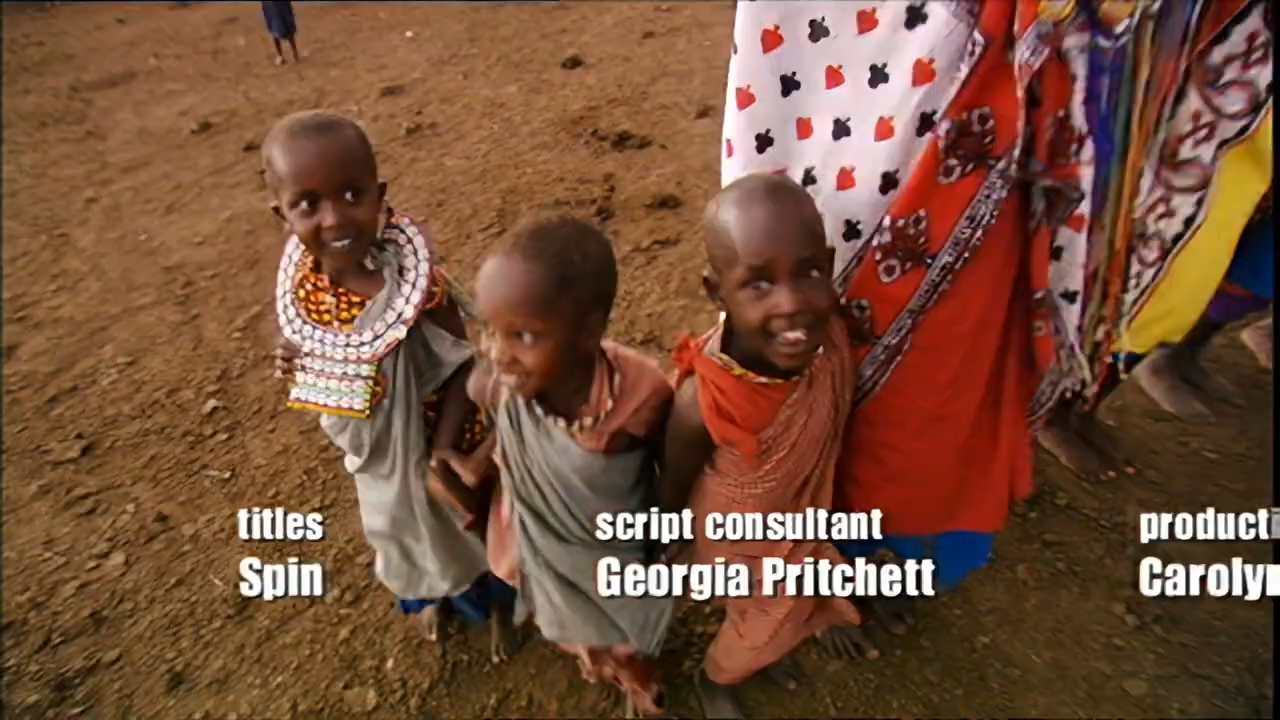 titles
Spin
script consultant
Georgia Pritchett
producti
Carolyn